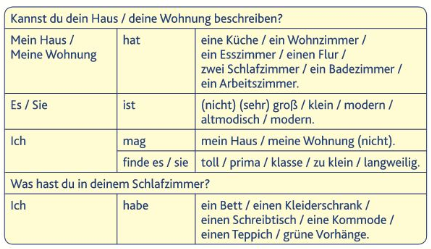 Kannst du dein Haus / deine Wohnung beschreiben?
Mein Haus / hat eine Küche / ein Wohnzimmer /
Meine Wohnung ein Esszimmer / einen Flur /
zwei Schlafzimmer / ein Badezimmer /
ein Arbeitszimmer.
Es / Sie ist (nicht) (sehr) groß / klein / modern /
altmodisch / modern.
Ich mag mein Haus / meine Wohnung (nicht).
finde es / sie toll / prima / klasse / zu klein / langweilig.
Was hast du in deinem Schlafzimmer?
Ich habe ein Bett / einen Kleiderschrank /
einen Schreibtisch / eine Kommode /
einen Teppich / grüne Vorhänge.